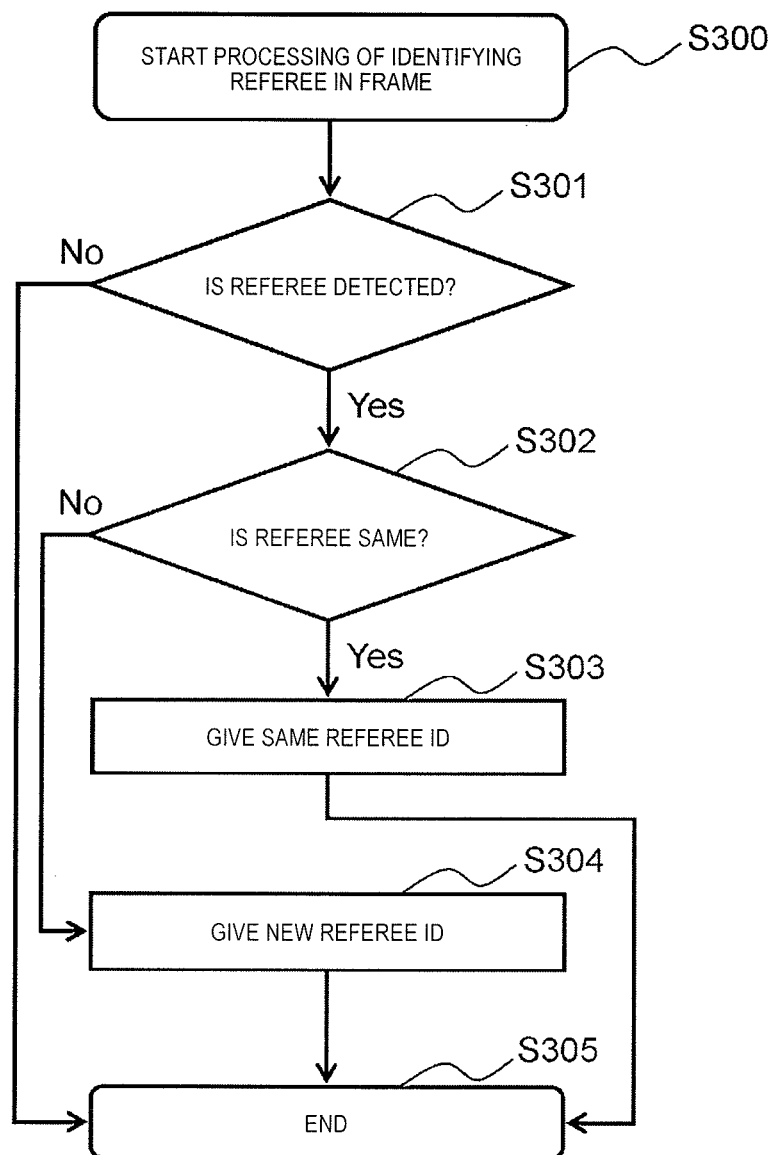 START PROCESSING OF IDENTIFYING
REFEREE IN FRAME
S300
S301
No
IS REFEREE DETECTED?
Yes
S302
No
IS REFEREE SAME?
Yes
S303
GIVE SAME REFEREE ID
S304
GIVE NEW REFEREE ID
S305
END